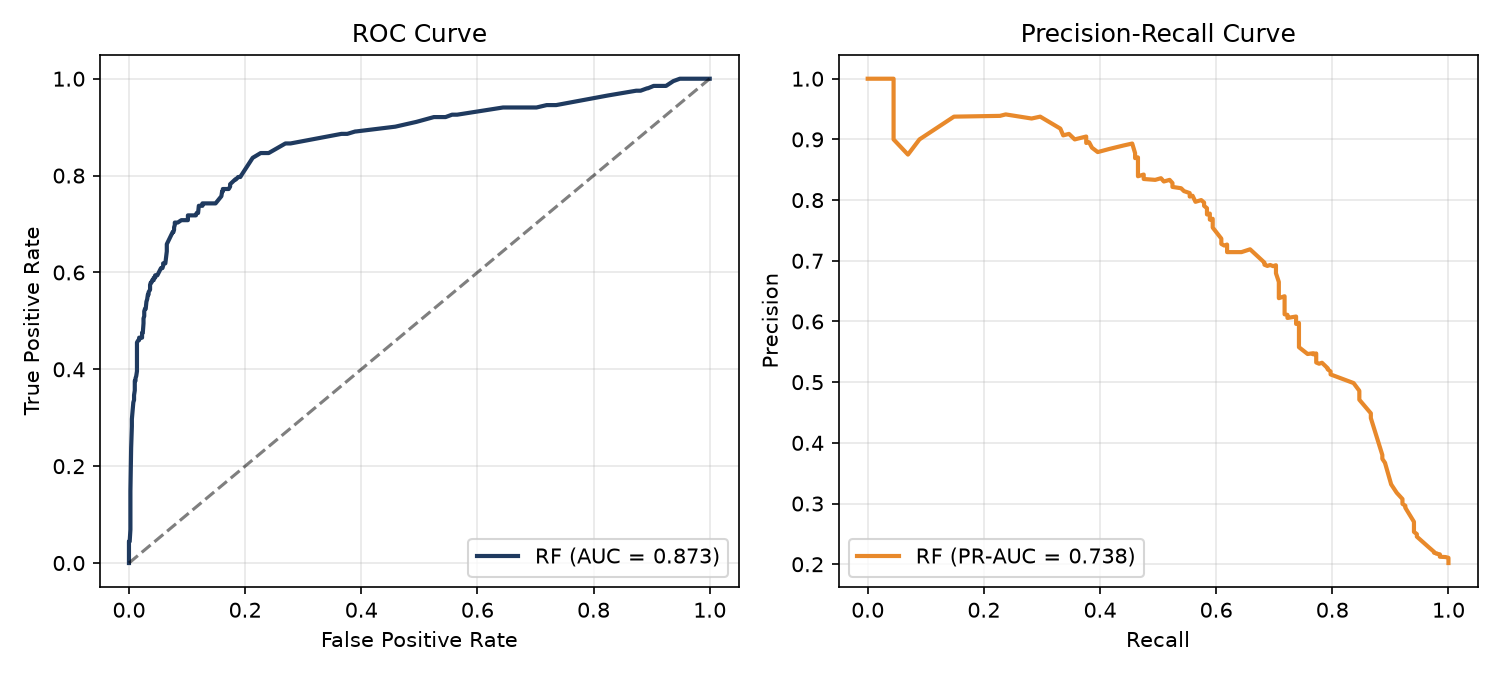 ROC Curve
True Positive Rate
1.0
0.8
0.6
0.4
0.2
0.0
RF (AUC = 0.873)
0.0 0.2 0.4 0.6 0.8 1.0
False Positive Rate
Precision-Recall Curve
Precision
1.0
0.9
0.8
0.7
0.6
0.5
0.4
0.3
0.2
RF (PR-AUC = 0.738)
0.0 0.2 0.4 0.6 0.8 1.0
Recall